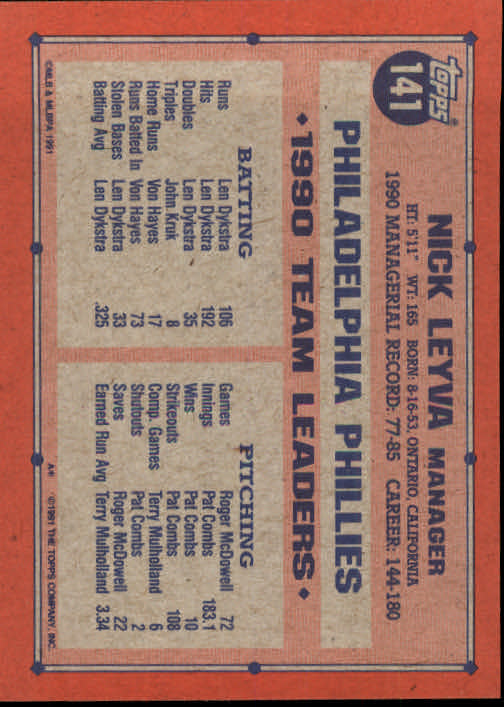 topps®
141
NICK LEYVA MANAGER
HT: 5'11" WT: 165 BORN: 8-16-53, ONTARIO, CALIFORNIA
1990 MANAGERIAL RECORD: 77-85 CAREER: 144-180
PHILADELPHIA PHILLIES
♦ 1990 TEAM LEADERS ♦
BATTING
Runs Len Dykstra 106
Hits Len Dykstra 192
Doubles Len Dykstra 35
Triples John Kruk 8
Home Runs Von Hayes 17
Runs Batted In Von Hayes 73
Stolen Bases Len Dykstra 33
Batting Avg Len Dykstra .325
PITCHING
Games Roger McDowell 72
Innings Pat Combs 183.1
Wins Pat Combs 10
Strikeouts Pat Combs 108
Comp. Games Terry Mulholland 6
Shutouts Pat Combs 2
Saves Roger McDowell 22
Earned Run Avg Terry Mulholland 3.34
©MLB & MLBPA 1991
A* ©1991 THE TOPPS COMPANY, INC.